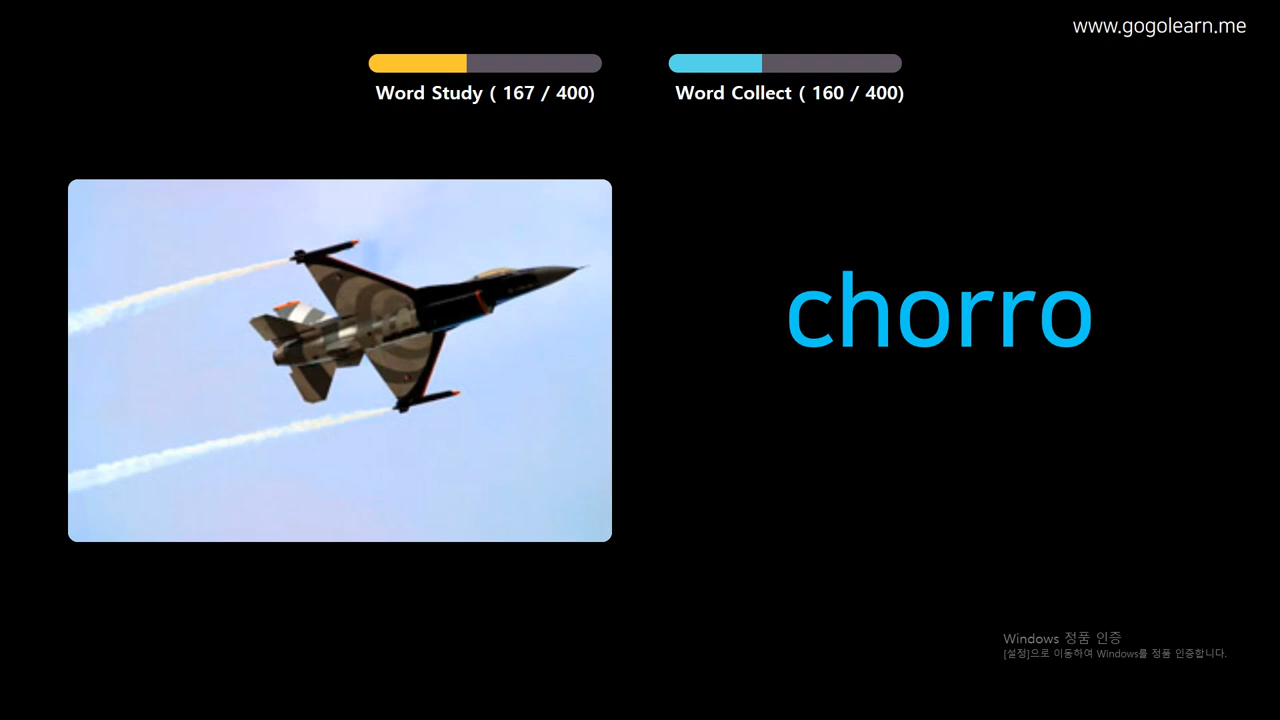 www.gogolearn.me
Word Study ( 167 / 400)
Word Collect ( 160 / 400)
chorro
Windows 정품 인증
[설정]으로 이동하여 Windows를 정품 인증합니다.